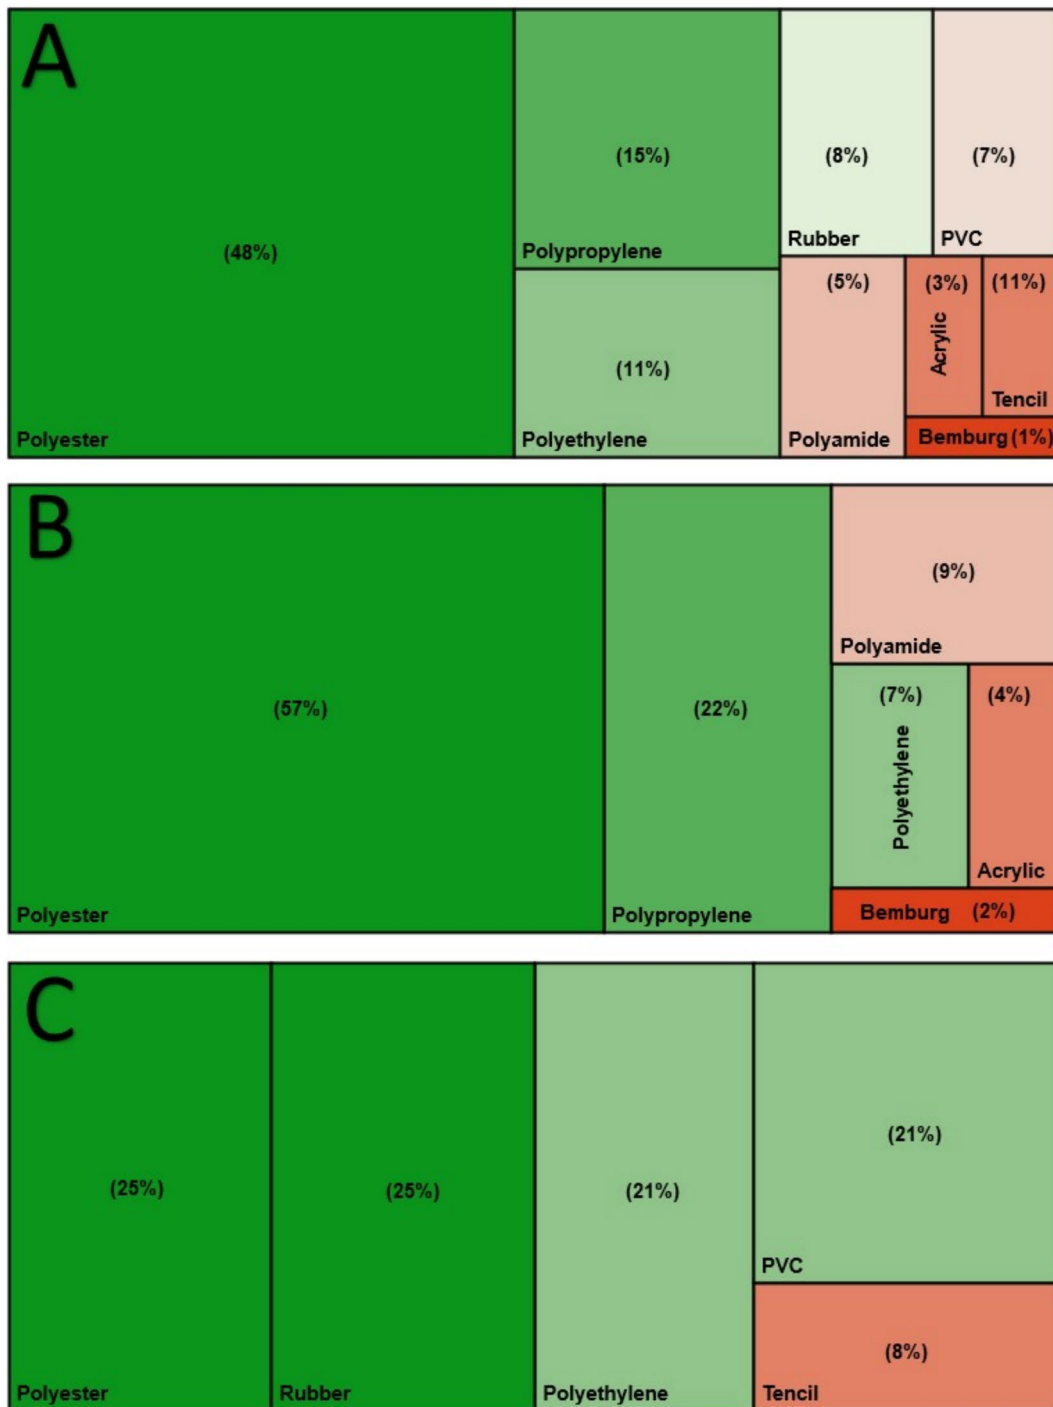 A
(48%)
Polyester
(15%)
Polypropylene
(11%)
Polyethylene
(8%)
Rubber
(7%)
PVC
(5%)
Polyamide
(3%)
Acrylic
(11%)
Tencil
Bemburg (1%)
B
(57%)
Polyester
(22%)
Polypropylene
(9%)
Polyamide
(7%)
Polyethylene
(4%)
Acrylic
Bemburg (2%)
C
(25%)
Polyester
(25%)
Rubber
(21%)
Polyethylene
(21%)
PVC
(8%)
Tencil